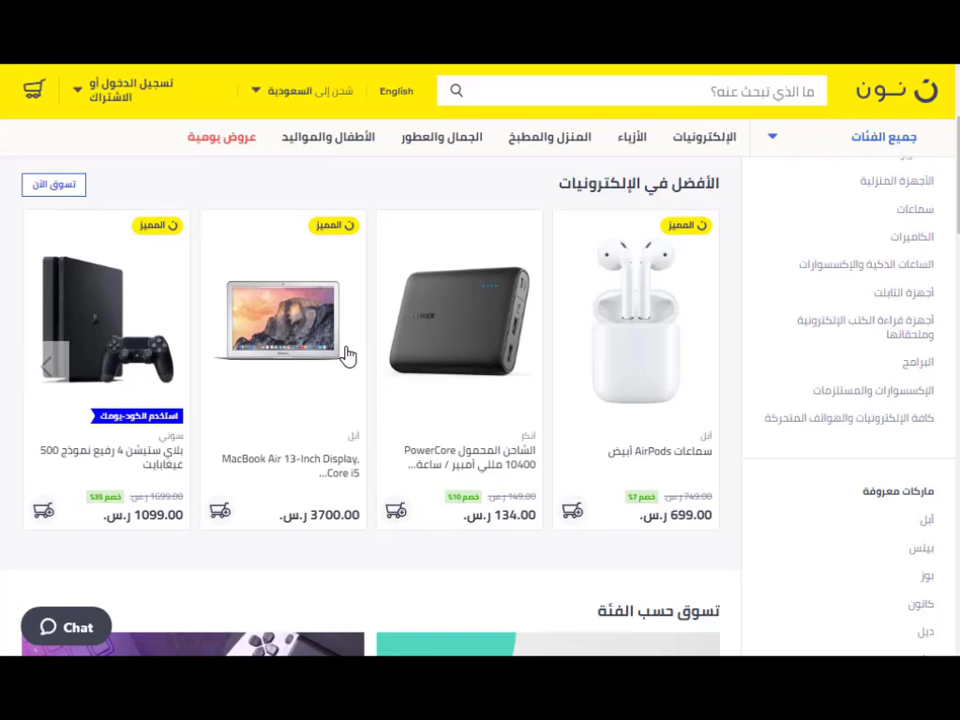 نون
ما الذي تبحث عنه؟
English
شحن إلى السعودية
تسجيل الدخول أو
الاشتراك
جميع الفئات
الإلكترونيات
الأزياء
المنزل والمطبخ
الجمال والعطور
الأطفال والمواليد
عروض يومية
الأجهزة المنزلية
سماعات
الكاميرات
الساعات الذكية والإكسسوارات
أجهزة التابلت
أجهزة قراءة الكتب الإلكترونية
وملحقاتها
البرامج
الإكسسوارات والمستلزمات
كافة الإلكترونيات والهواتف المتحركة
ماركات معروفة
أبل
بيتس
بوز
كانون
ديل
الأفضل في الإلكترونيات
تسوق الآن
المميز
أبل
سماعات AirPods أبيض
749.00 ر.س.
خصم 7%
699.00 ر.س.
ANKER
أنكر
الشاحن المحمول PowerCore
10400 مللي أمبير / ساعة...
149.00 ر.س.
خصم 10%
134.00 ر.س.
المميز
أبل
MacBook Air 13-Inch Display,
Core i5...
3700.00 ر.س.
المميز
استخدم الكود-يومك
سوني
بلاي ستيشن 4 رفيع نموذج 500
غيغابايت
1699.00 ر.س.
خصم 35%
1099.00 ر.س.
تسوق حسب الفئة
Chat